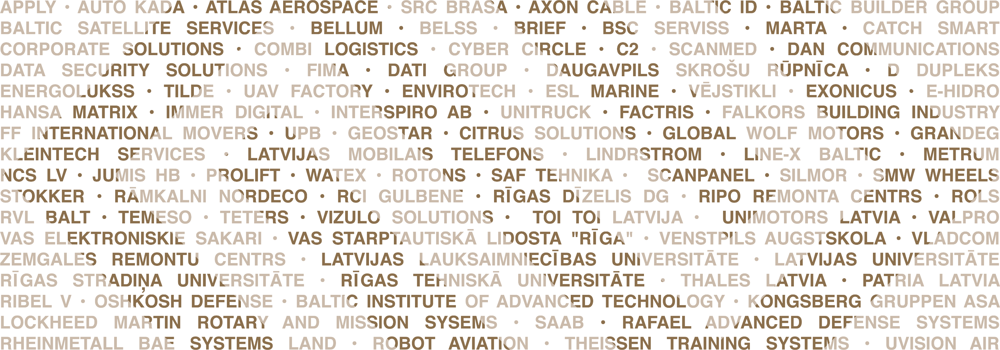 APPLY • AUTO KADA • ATLAS AEROSPACE • SRC BRASA • AXON CABLE • BALTIC ID • BALTIC BUILDER GROUP
BALTIC SATELLITE SERVICES • BELLUM • BELSS • BRIEF • BSC SERVISS • MARTA • CATCH SMART
CORPORATE SOLUTIONS • COMBI LOGISTICS • CYBER CIRCLE • C2 • SCANMED • DAN COMMUNICATIONS
DATA SECURITY SOLUTIONS • FIMA • DATI GROUP • DAUGAVPILS SKROŠU RŪPNĪCA • D DUPLEKS
ENERGOLUKSS • TILDE • UAV FACTORY • ENVIROTECH • ESL MARINE • VĒJSTIKLI • EXONICUS • E-HIDRO
HANSA MATRIX • IMMER DIGITAL • INTERSPIRO AB • UNITRUCK • FACTRIS • FALKORS BUILDING INDUSTRY
FF INTERNATIONAL MOVERS • UPB • GEOSTAR • CITRUS SOLUTIONS • GLOBAL WOLF MOTORS • GRANDEG
KLEINTECH SERVICES • LATVIJAS MOBILAIS TELEFONS • LINDRSTROM • LINE-X BALTIC • METRUM
NCS LV • JUMIS HB • PROLIFT • WATEX • ROTONS • SAF TEHNIKA • SCANPANEL • SILMOR • SMW WHEELS
STOKKER • RĀMKALNI NORDECO • RCI GULBENE • RĪGAS DĪZELIS DG • RIPO REMONTA CENTRS • ROLS
RVL BALT • TEMESO • TETERS • VIZULO SOLUTIONS • TOI TOI LATVIJA • UNIMOTORS LATVIA • VALPRO
VAS ELEKTRONISKIE SAKARI • VAS STARPTAUTISKĀ LIDOSTA "RĪGA" • VENSTPILS AUGSTSKOLA • VLADCOM
ZEMGALES REMONTU CENTRS • LATVIJAS LAUKSAIMNIECĪBAS UNIVERSITĀTE • LATVIJAS UNIVERSITĀTE
RĪGAS STRADIŅA UNIVERSITĀTE • RĪGAS TEHNISKĀ UNIVERSITĀTE • THALES LATVIA • PATRIA LATVIA
RIBEL V • OSHKOSH DEFENSE • BALTIC INSTITUTE OF ADVANCED TECHNOLOGY • KONGSBERG GRUPPEN ASA
LOCKHEED MARTIN ROTARY AND MISSION SYSEMS • SAAB • RAFAEL ADVANCED DEFENSE SYSTEMS
RHEINMETALL BAE SYSTEMS LAND • ROBOT AVIATION • THEISSEN TRAINING SYSTEMS • UVISION AIR